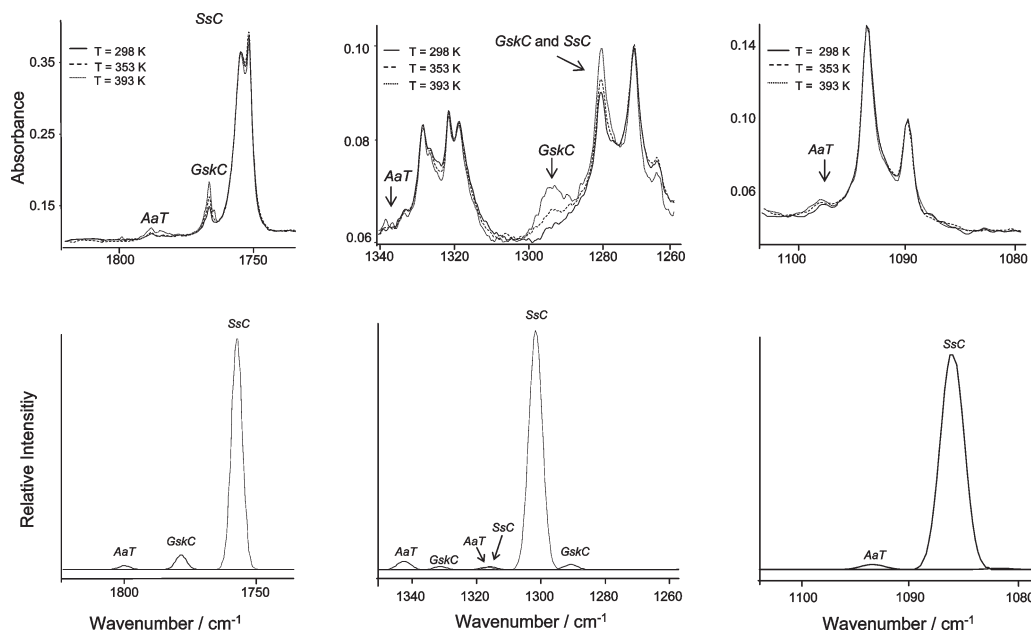 SsC
T = 298 K
T = 353 K
T = 393 K
0.35
0.25
0.15
Absorbance
GskC
AaT
1800
1750
0.10
0.08
0.06
T = 298 K
T = 353 K
T = 393 K
GskC and SsC
GskC
AaT
1340
1320
1300
1280
1260
0.14
0.10
0.06
T = 298 K
T = 353 K
T = 393 K
AaT
1100
1090
1080
Relative Intensitiy
SsC
GskC
AaT
1800
1750
Wavenumber / cm-1
SsC
AaT
GskC
AaT
SsC
GskC
1340
1320
1300
1280
Wavenumber / cm-1
SsC
AaT
1100
1090
1080
Wavenumber / cm-1